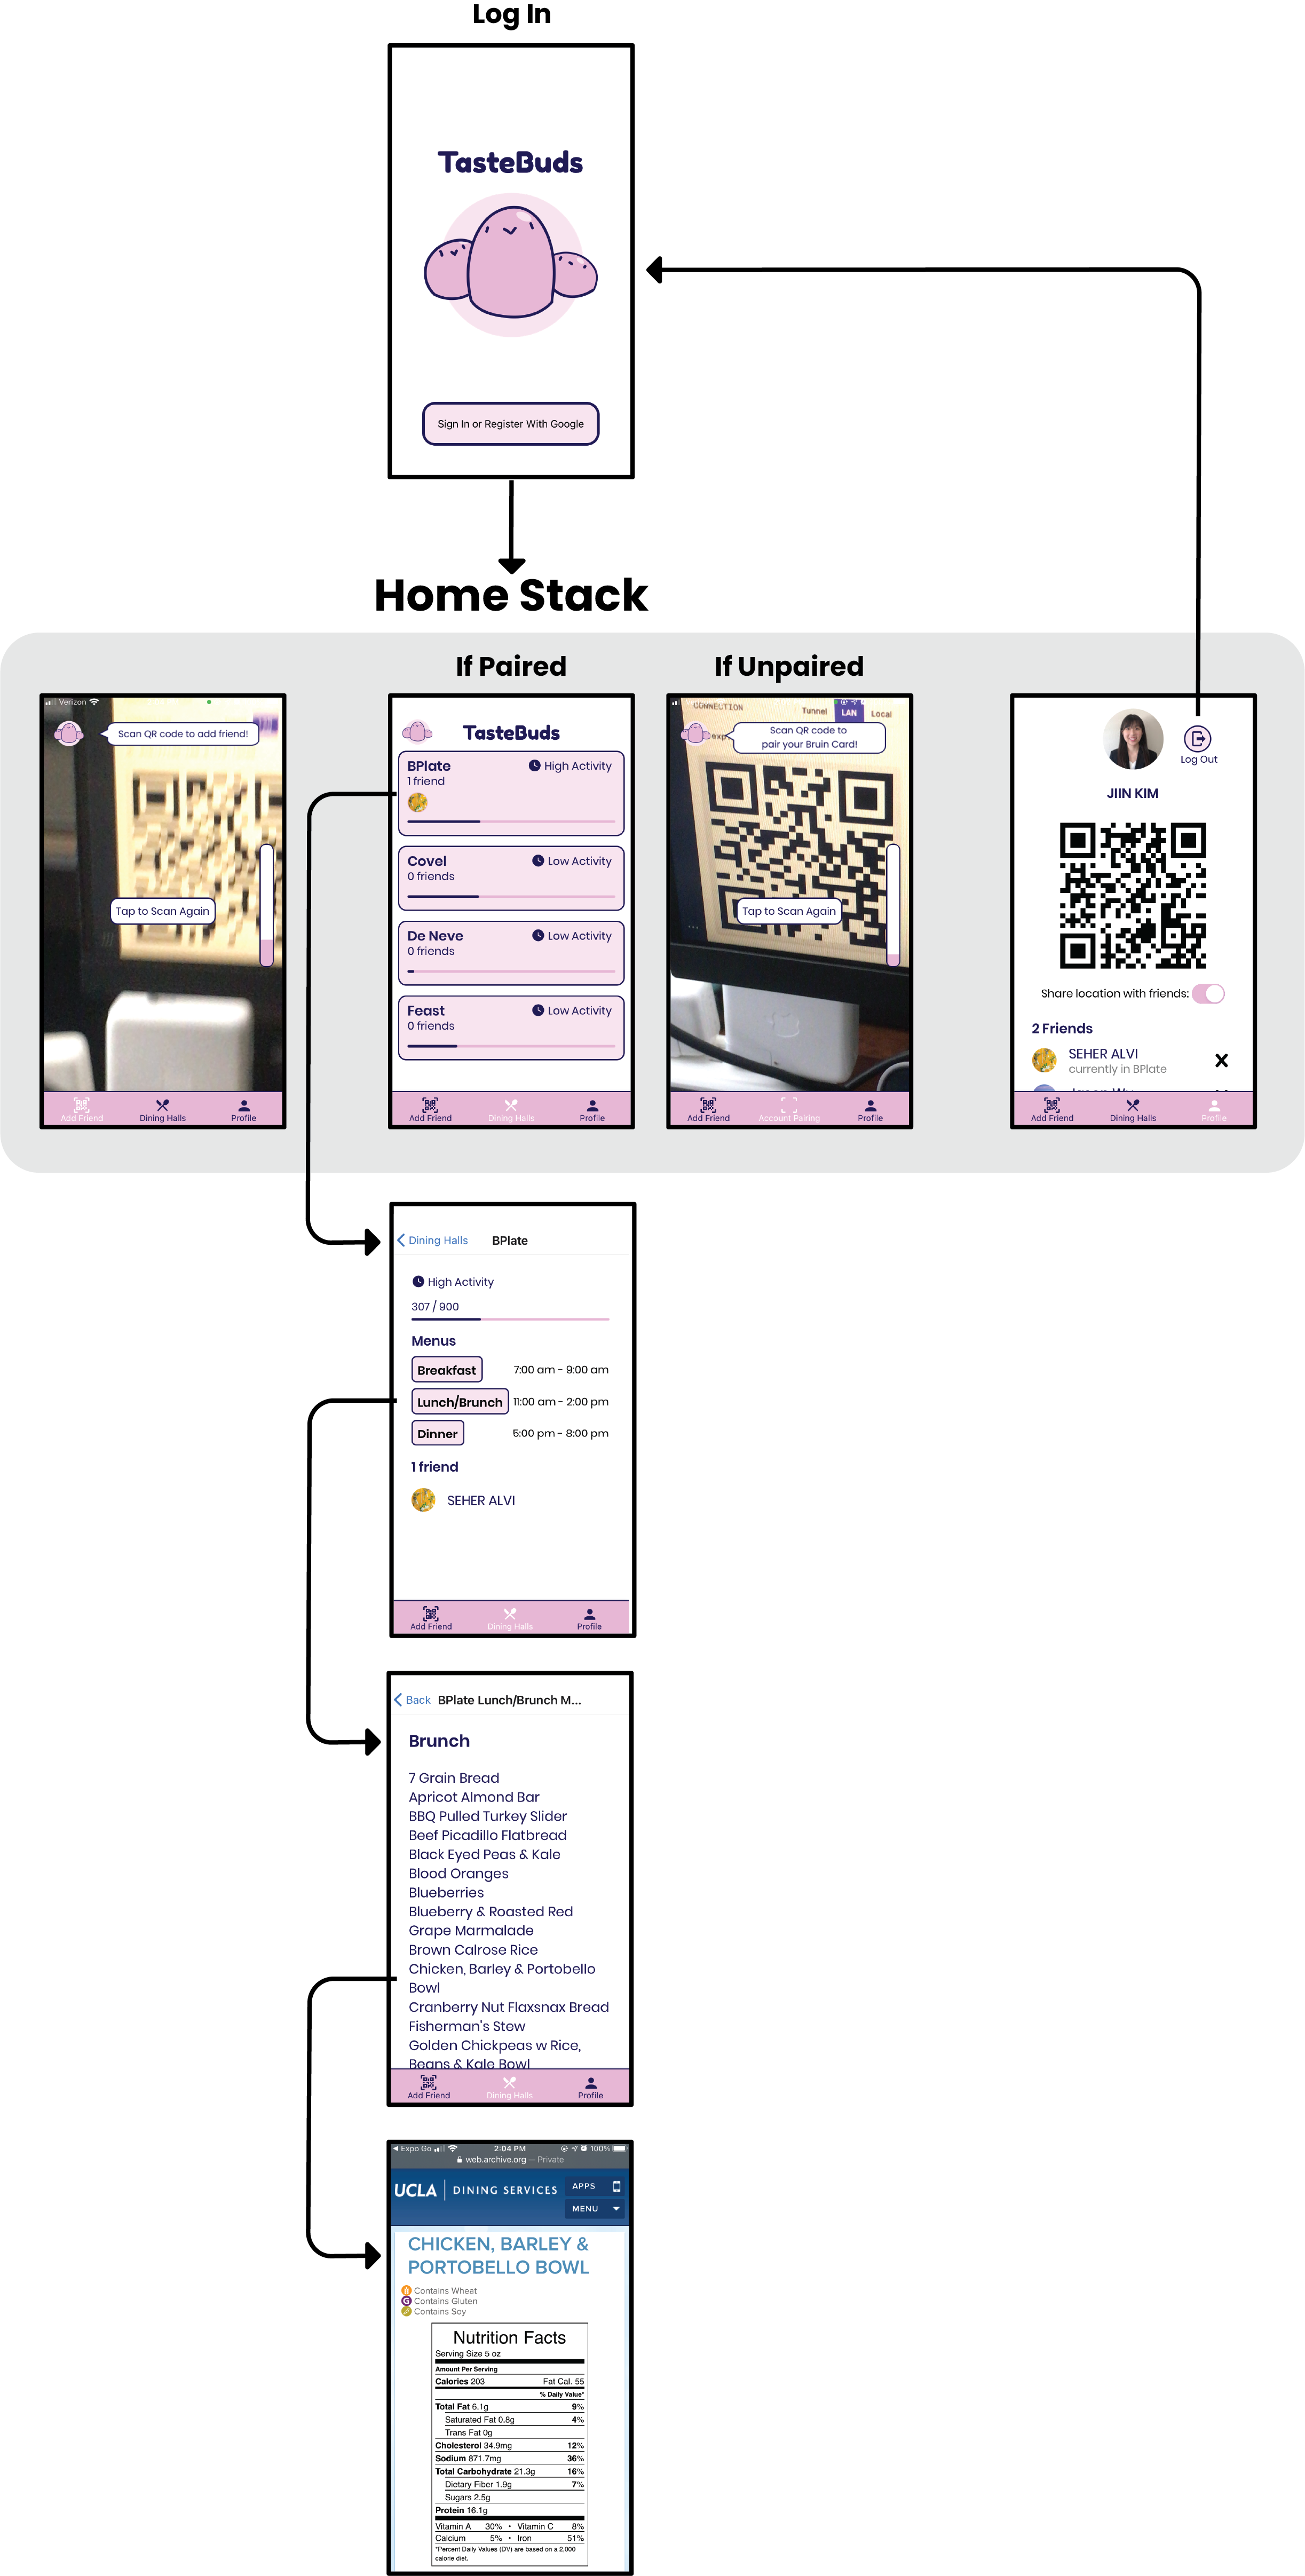 Log In
TasteBuds
Sign In or Register With Google
Home Stack
If Paired
If Unpaired
Verizon
Scan QR code to add friend!
Tap to Scan Again
Add Friend
Dining Halls
Profile
TasteBuds
BPlate
High Activity
1 friend
Covel
Low Activity
0 friends
De Neve
Low Activity
0 friends
Feast
Low Activity
0 friends
Add Friend
Dining Halls
Profile
CONNECTION
Tunnel
LAN
Local
exp
Scan QR code to
pair your Bruin Card!
Tap to Scan Again
Add Friend
Account Pairing
Profile
Log Out
JIIN KIM
Share location with friends:
2 Friends
SEHER ALVI
currently in BPlate
Add Friend
Dining Halls
Profile
Dining Halls
BPlate
High Activity
307 / 900
Menus
Breakfast
7:00 am - 9:00 am
Lunch/Brunch
11:00 am - 2:00 pm
Dinner
5:00 pm - 8:00 pm
1 friend
SEHER ALVI
Add Friend
Dining Halls
Profile
Back
BPlate Lunch/Brunch M...
Brunch
7 Grain Bread
Apricot Almond Bar
BBQ Pulled Turkey Slider
Beef Picadillo Flatbread
Black Eyed Peas & Kale
Blood Oranges
Blueberries
Blueberry & Roasted Red
Grape Marmalade
Brown Calrose Rice
Chicken, Barley & Portobello
Bowl
Cranberry Nut Flaxsnax Bread
Fisherman's Stew
Golden Chickpeas w Rice,
Beans & Kale Bowl
Add Friend
Dining Halls
Profile
Expo Go
2:04 PM
100%
web.archive.org — Private
UCLA
DINING SERVICES
APPS
MENU
CHICKEN, BARLEY &
PORTOBELLO BOWL
Contains Wheat
G Contains Gluten
Contains Soy
Nutrition Facts
Serving Size 5 oz
Amount Per Serving
Calories 203 Fat Cal. 55
% Daily Value*
Total Fat 6.1g 9%
Saturated Fat 0.8g 4%
Trans Fat 0g
Cholesterol 34.9mg 12%
Sodium 871.7mg 36%
Total Carbohydrate 21.3g 16%
Dietary Fiber 1.9g 7%
Sugars 2.5g
Protein 16.1g
Vitamin A 30% • Vitamin C 8%
Calcium 5% • Iron 51%
*Percent Daily Values (DV) are based on a 2,000
calorie diet.